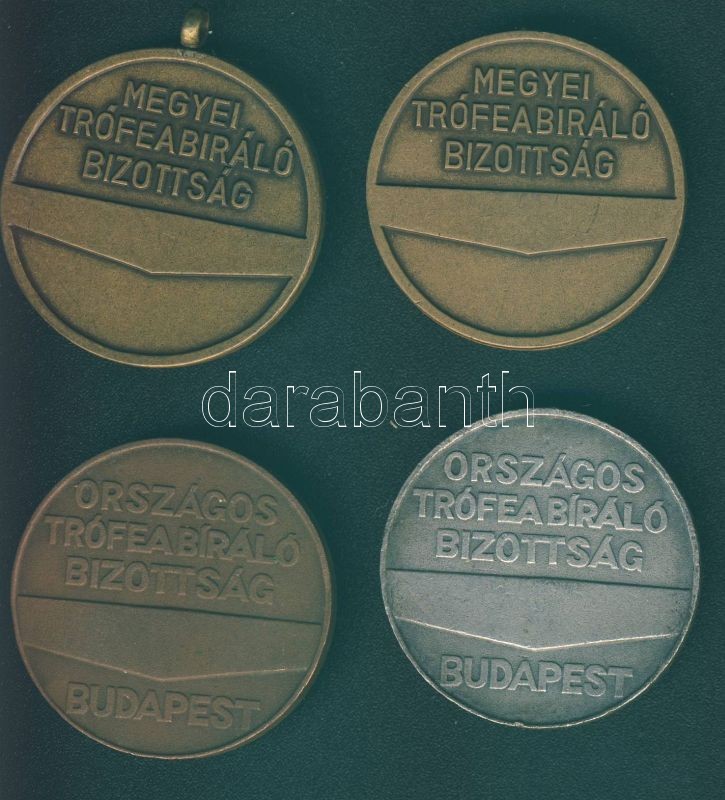 MEGYEI
TRÓFEABIRÁLÓ
BIZOTTSÁG
MEGYEI
TRÓFEABIRÁLÓ
BIZOTTSÁG
darabanth
ORSZÁGOS
TRÓFEABÍRÁLÓ
BIZOTTSÁG
BUDAPEST
ORSZÁGOS
TRÓFEABÍRÁLÓ
BIZOTTSÁG
BUDAPEST